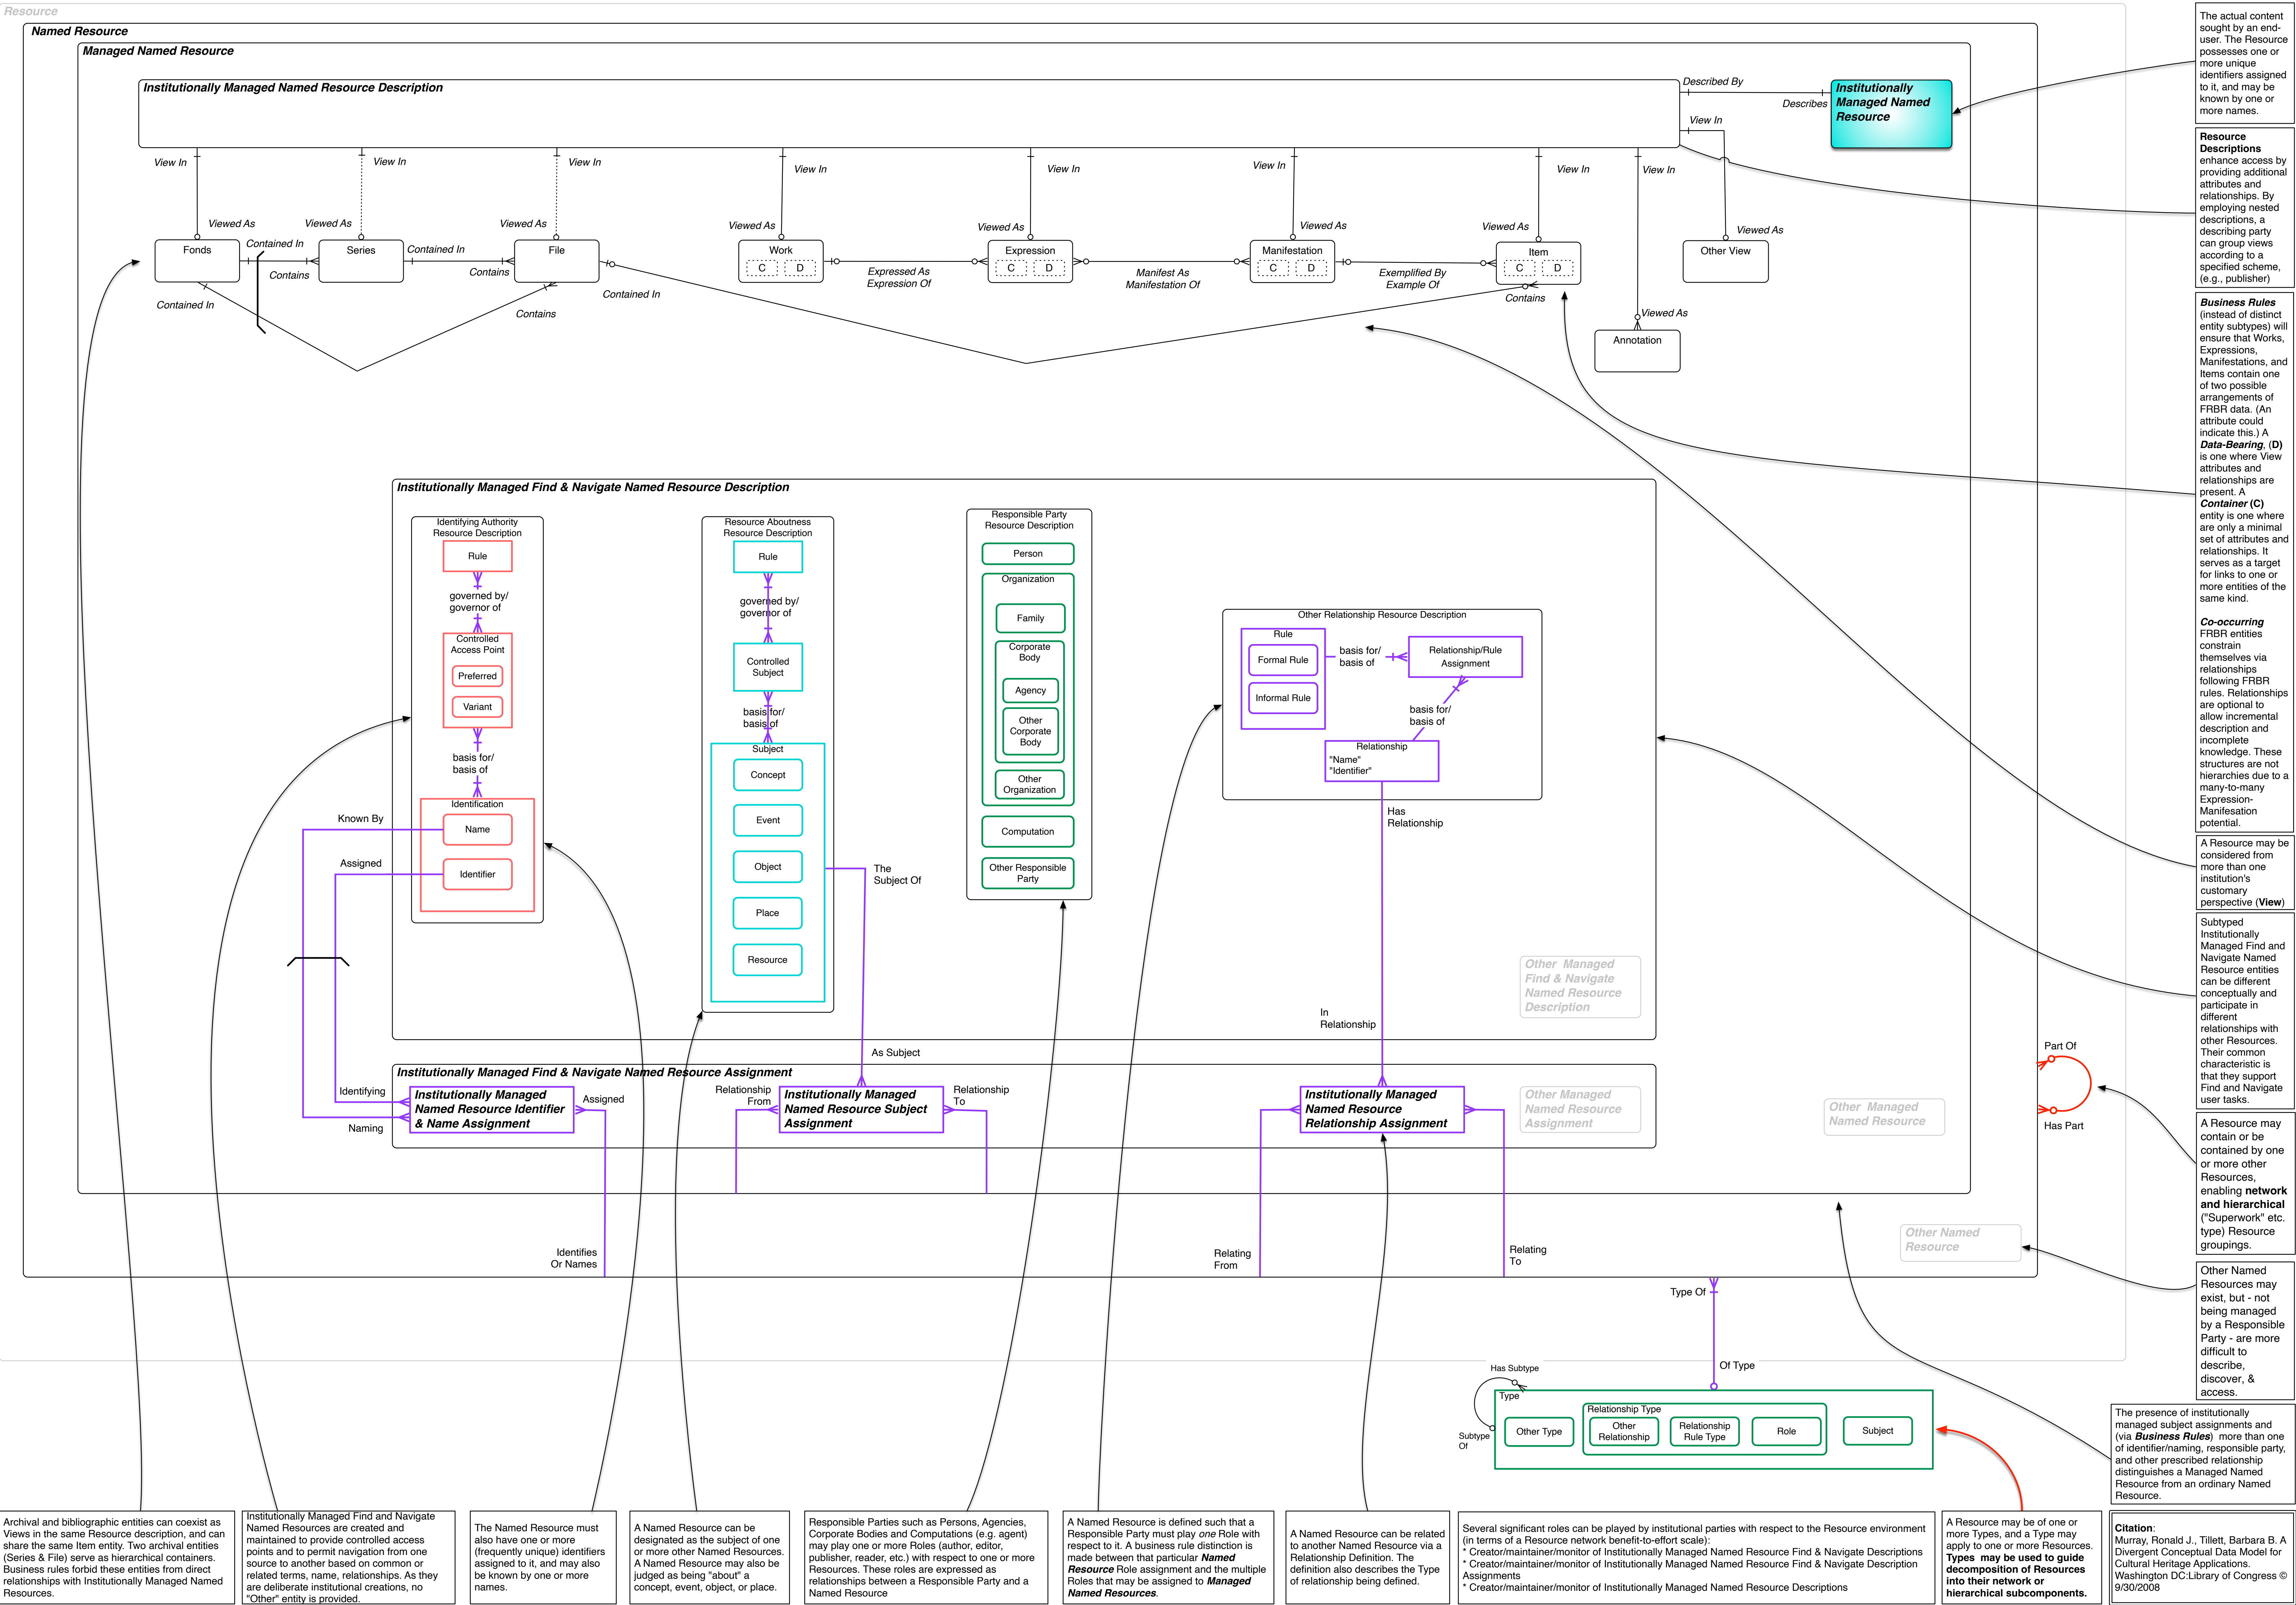 Resource
Named Resource
Managed Named Resource
Institutionally Managed Named Resource Description
Described By
Describes
Institutionally
Managed Named
Resource
View In
View In
View In
View In
View In
View In
View In
View In
View In
Viewed As
Viewed As
Viewed As
Viewed As
Viewed As
Viewed As
Viewed As
Viewed As
Viewed As
Fonds
Contained In
Contains
Series
Contained In
Contains
File
Work
C D
Expressed As
Expression Of
Expression
C D
Manifest As
Manifestation Of
Manifestation
C D
Exemplified By
Example Of
Item
C D
Other View
Contained In
Contains
Contained In
Contains
Annotation
Institutionally Managed Find & Navigate Named Resource Description
Identifying Authority
Resource Description
Rule
governed by/
governor of
Controlled
Access Point
Preferred
Variant
basis for/
basis of
Identification
Name
Identifier
Known By
Assigned
Resource Aboutness
Resource Description
Rule
governed by/
governor of
Controlled
Subject
basis for/
basis of
Subject
Concept
Event
Object
Place
Resource
The
Subject Of
Responsible Party
Resource Description
Person
Organization
Family
Corporate
Body
Agency
Other
Corporate
Body
Other
Organization
Computation
Other Responsible
Party
Other Relationship Resource Description
Rule
Formal Rule
Informal Rule
basis for/
basis of
Relationship/Rule
Assignment
basis for/
basis of
Relationship
"Name"
"Identifier"
Has
Relationship
Other Managed
Find & Navigate
Named Resource
Description
In
Relationship
As Subject
Institutionally Managed Find & Navigate Named Resource Assignment
Identifying
Naming
Institutionally Managed
Named Resource Identifier
& Name Assignment
Assigned
Relationship
From
Institutionally Managed
Named Resource Subject
Assignment
Relationship
To
Institutionally Managed
Named Resource
Relationship Assignment
Other Managed
Named Resource
Assignment
Other Managed
Named Resource
Part Of
Has Part
Identifies
Or Names
Relating
From
Relating
To
Other Named
Resource
Type Of
Of Type
Has Subtype
Subtype
Of
Type
Other Type
Relationship Type
Other
Relationship
Relationship
Rule Type
Role
Subject
The actual content
sought by an end-
user. The Resource
possesses one or
more unique
identifiers assigned
to it, and may be
known by one or
more names.
Resource
Descriptions
enhance access by
providing additional
attributes and
relationships. By
employing nested
descriptions, a
describing party
can group views
according to a
specified scheme,
(e.g., publisher)
Business Rules
(instead of distinct
entity subtypes) will
ensure that Works,
Expressions,
Manifestations, and
Items contain one
of two possible
arrangements of
FRBR data. (An
attribute could
indicate this.) A
Data-Bearing, (D)
is one where View
attributes and
relationships are
present. A
Container (C)
entity is one where
are only a minimal
set of attributes and
relationships. It
serves as a target
for links to one or
more entities of the
same kind.
Co-occurring
FRBR entities
constrain
themselves via
relationships
following FRBR
rules. Relationships
are optional to
allow incremental
description and
incomplete
knowledge. These
structures are not
hierarchies due to a
many-to-many
Expression-
Manifesation
potential.
A Resource may be
considered from
more than one
institution's
customary
perspective (View)
Subtyped
Institutionally
Managed Find and
Navigate Named
Resource entities
can be different
conceptually and
participate in
different
relationships with
other Resources.
Their common
characteristic is
that they support
Find and Navigate
user tasks.
A Resource may
contain or be
contained by one
or more other
Resources,
enabling network
and hierarchical
("Superwork" etc.
type) Resource
groupings.
Other Named
Resources may
exist, but - not
being managed
by a Responsible
Party - are more
difficult to
describe,
discover, &
access.
The presence of institutionally
managed subject assignments and
(via Business Rules) more than one
of identifier/naming, responsible party,
and other prescribed relationship
distinguishes a Managed Named
Resource from an ordinary Named
Resource.
Archival and bibliographic entities can coexist as
Views in the same Resource description, and can
share the same Item entity. Two archival entities
(Series & File) serve as hierarchical containers.
Business rules forbid these entities from direct
relationships with Institutionally Managed Named
Resources.
Institutionally Managed Find and Navigate
Named Resources are created and
maintained to provide controlled access
points and to permit navigation from one
source to another based on common or
related terms, name, relationships. As they
are deliberate institutional creations, no
"Other" entity is provided.
The Named Resource must
also have one or more
(frequently unique) identifiers
assigned to it, and may also
be known by one or more
names.
A Named Resource can be
designated as the subject of one
or more other Named Resources.
A Named Resource may also be
judged as being "about" a
concept, event, object, or place.
Responsible Parties such as Persons, Agencies,
Corporate Bodies and Computations (e.g. agent)
may play one or more Roles (author, editor,
publisher, reader, etc.) with respect to one or more
Resources. These roles are expressed as
relationships between a Responsible Party and a
Named Resource
A Named Resource is defined such that a
Responsible Party must play one Role with
respect to it. A business rule distinction is
made between that particular Named
Resource Role assignment and the multiple
Roles that may be assigned to Managed
Named Resources.
A Named Resource can be related
to another Named Resource via a
Relationship Definition. The
definition also describes the Type
of relationship being defined.
Several significant roles can be played by institutional parties with respect to the Resource environment
(in terms of a Resource network benefit-to-effort scale):
* Creator/maintainer/monitor of Institutionally Managed Named Resource Find & Navigate Descriptions
* Creator/maintainer/monitor of Institutionally Managed Named Resource Find & Navigate Description
Assignments
* Creator/maintainer/monitor of Institutionally Managed Named Resource Descriptions
A Resource may be of one or
more Types, and a Type may
apply to one or more Resources.
Types may be used to guide
decomposition of Resources
into their network or
hierarchical subcomponents.
Citation:
Murray, Ronald J., Tillett, Barbara B. A
Divergent Conceptual Data Model for
Cultural Heritage Applications.
Washington DC:Library of Congress ©
9/30/2008